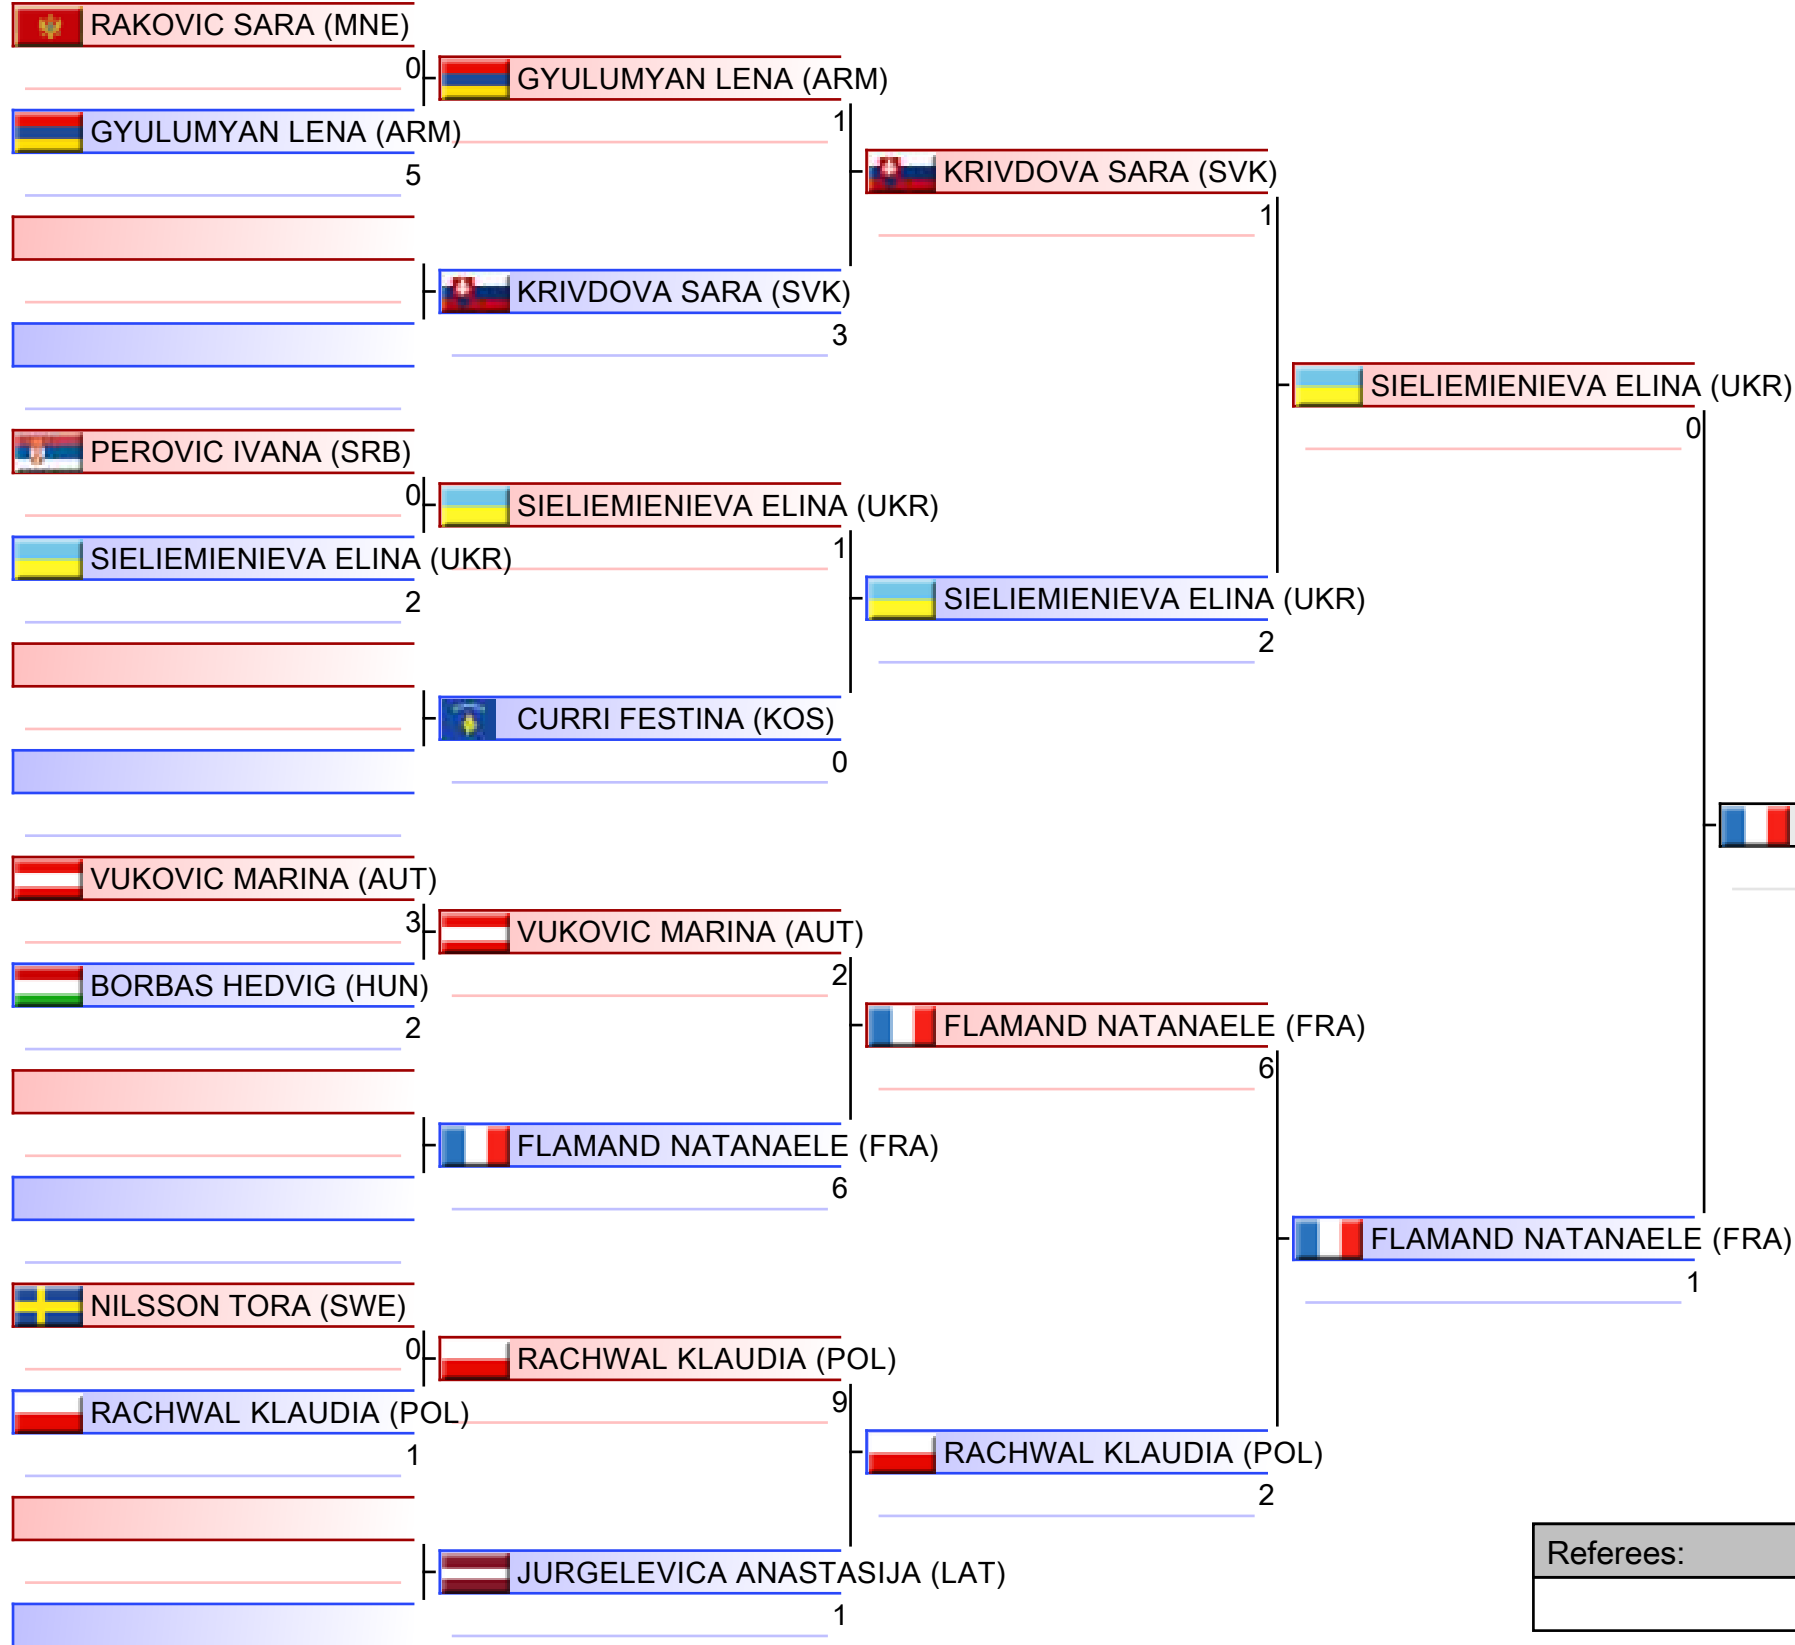 RAKOVIC SARA (MNE)
0
GYULUMYAN LENA (ARM)
5
PEROVIC IVANA (SRB)
0
SIELIEMIENIEVA ELINA (UKR)
2
VUKOVIC MARINA (AUT)
3
BORBAS HEDVIG (HUN)
2
NILSSON TORA (SWE)
0
RACHWAL KLAUDIA (POL)
1
GYULUMYAN LENA (ARM)
1
KRIVDOVA SARA (SVK)
3
SIELIEMIENIEVA ELINA (UKR)
1
CURRI FESTINA (KOS)
0
VUKOVIC MARINA (AUT)
2
FLAMAND NATANAELE (FRA)
6
RACHWAL KLAUDIA (POL)
9
JURGELEVICA ANASTASIJA (LAT)
1
KRIVDOVA SARA (SVK)
1
SIELIEMIENIEVA ELINA (UKR)
2
FLAMAND NATANAELE (FRA)
6
RACHWAL KLAUDIA (POL)
2
SIELIEMIENIEVA ELINA (UKR)
0
FLAMAND NATANAELE (FRA)
1
Referees: